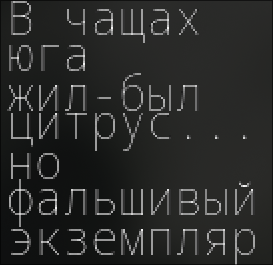 В чащах
юга
жил-был
цитрус...
но
фальшивый
экземпляр